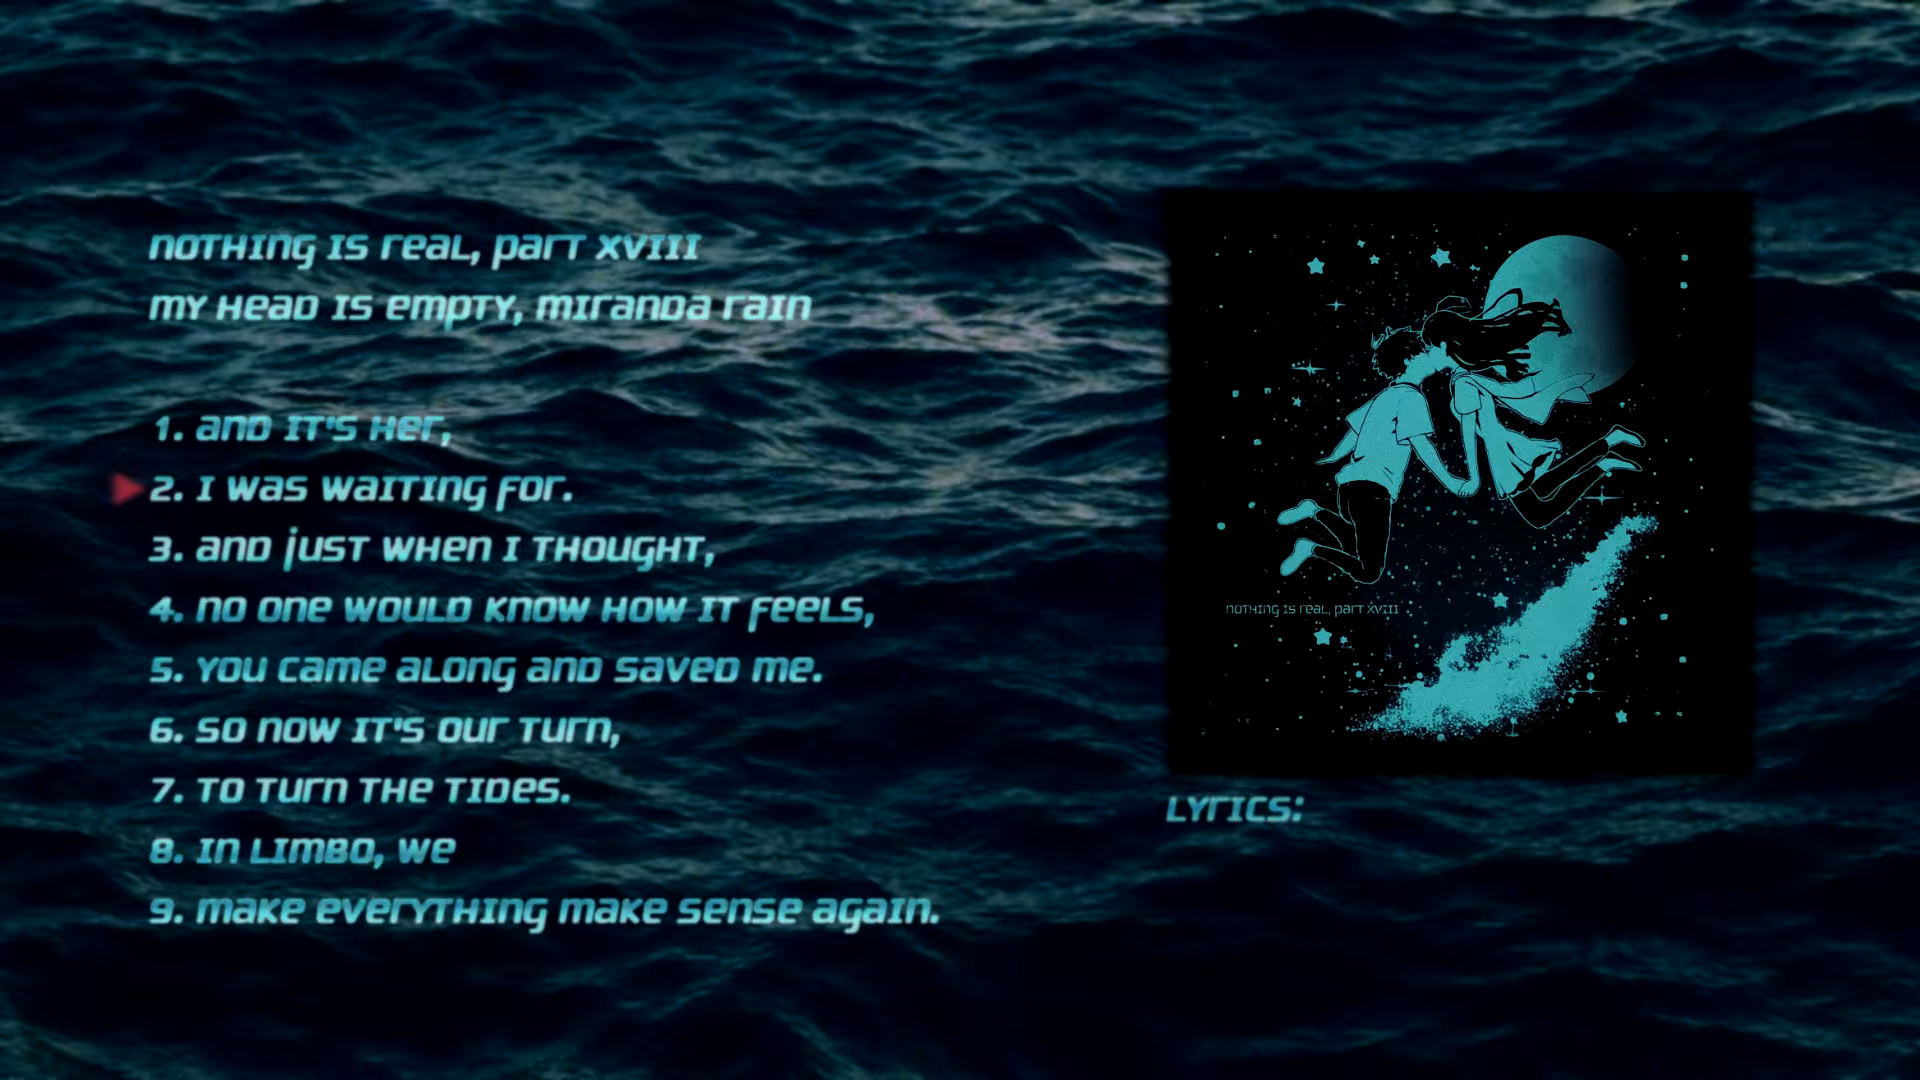 nothing is real, part XVIII
my head is empty, miranda rain
1. and it's her,
2. I was waiting for.
3. and just when I thought,
4. no one would know how it feels,
5. you came along and saved me.
6. so now it's our turn,
7. to turn the tides.
8. in limbo, we
9. make everything make sense again.
nothing is real, part XVIII
Lyrics: